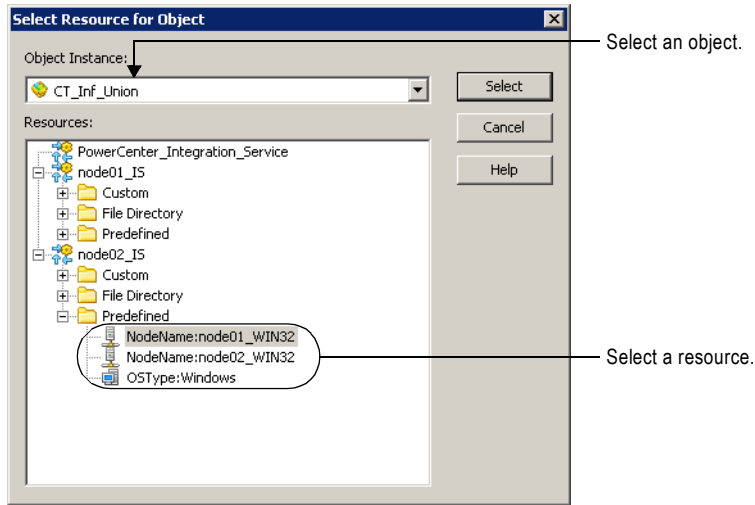 Select Resource for Object
Select an object.
Object Instance:
CT_Inf_Union
Select
Resources:
Cancel
PowerCenter_Integration_Service
node01_IS
Help
Custom
File Directory
Predefined
node02_IS
Custom
File Directory
Predefined
NodeName:node01_WIN32
NodeName:node02_WIN32
Select a resource.
OSType:Windows